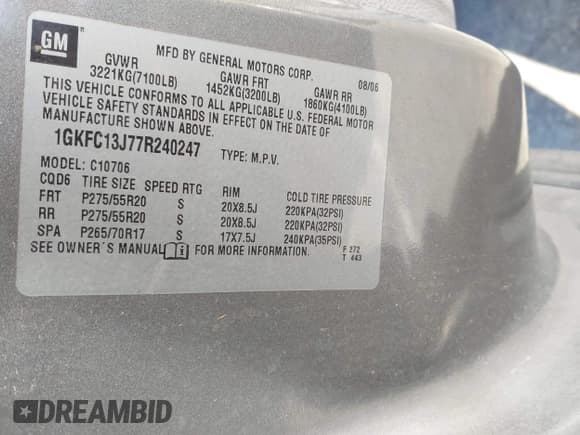 GM
MFD BY GENERAL MOTORS CORP.
08/06
GVWR GAWR FRT GAWR RR
3221KG(7100LB) 1452KG(3200LB) 1860KG(4100LB)
THIS VEHICLE CONFORMS TO ALL APPLICABLE U.S. FEDERAL MOTOR
VEHICLE SAFETY STANDARDS IN EFFECT ON THE DATE OF
MANUFACTURE SHOWN ABOVE.
1GKFC13J77R240247 TYPE: M.P.V.
MODEL: C10706
CQD6 TIRE SIZE SPEED RTG RIM COLD TIRE PRESSURE
FRT P275/55R20 S 20X8.5J 220KPA(32PSI)
RR P275/55R20 S 20X8.5J 220KPA(32PSI)
SPA P265/70R17 S 17X7.5J 240KPA(35PSI)
SEE OWNER'S MANUAL i FOR MORE INFORMATION.
F 272
T 443
DREAMBID